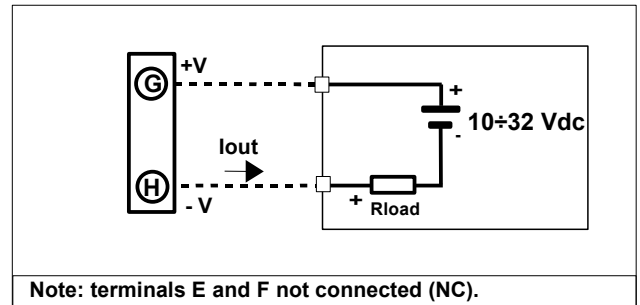 G
+V
+
10÷32 Vdc
-
Iout
H
- V
+
Rload
Note: terminals E and F not connected (NC).